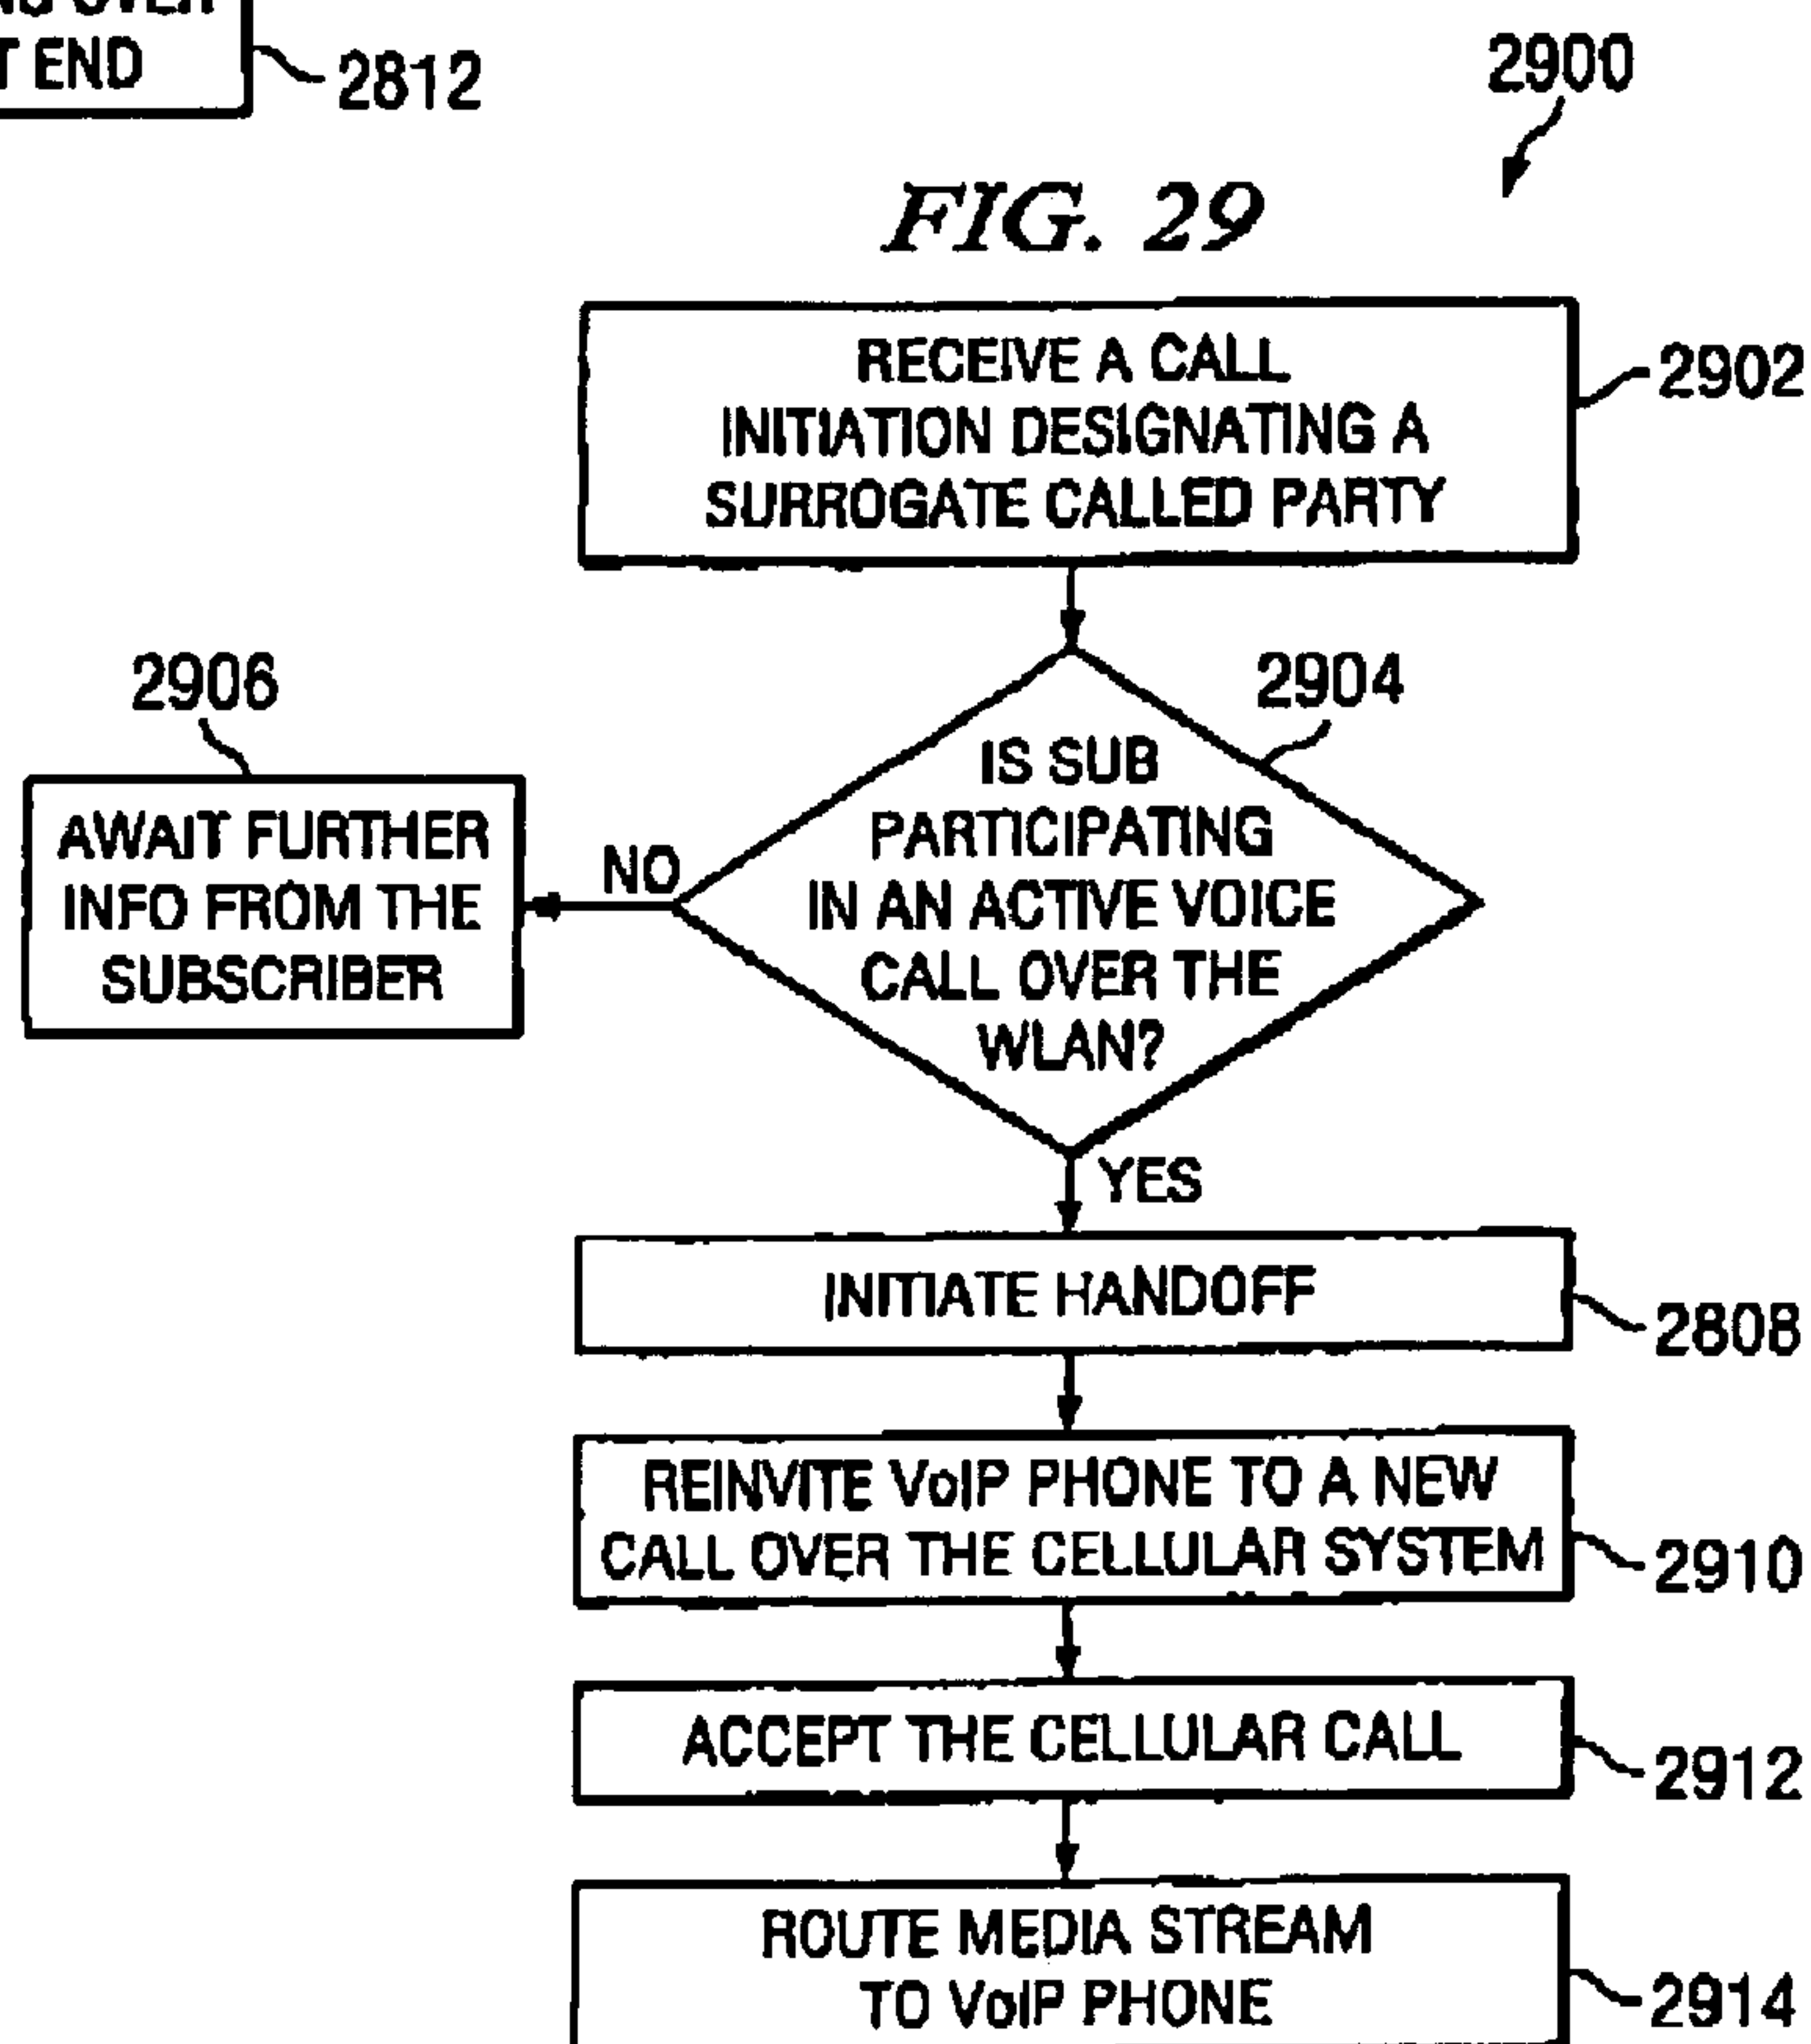 T END
2812
2900
FIG. 29
RECEIVE A CALL
INITIATION DESIGNATING A
SURROGATE CALLED PARTY
2902
2904
IS SUB
PARTICIPATING
IN AN ACTIVE VOICE
CALL OVER THE
WLAN?
2906
NO
AWAIT FURTHER
INFO FROM THE
SUBSCRIBER
YES
INITIATE HANDOFF
2808
REINVITE VoIP PHONE TO A NEW
CALL OVER THE CELLULAR SYSTEM
2910
ACCEPT THE CELLULAR CALL
2912
ROUTE MEDIA STREAM
TO VoIP PHONE
2914